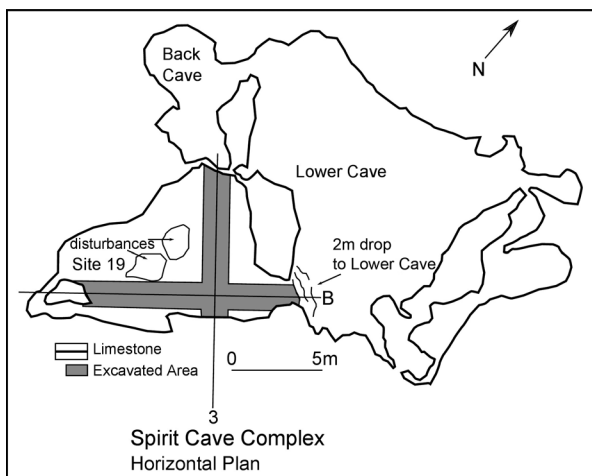 Back
Cave
N
Lower Cave
disturbances
Site 19
2m drop
to Lower Cave
B
Limestone
Excavated Area
0 5m
3
Spirit Cave Complex
Horizontal Plan